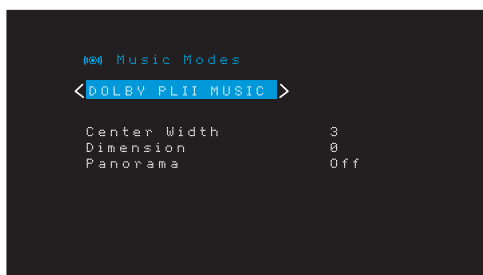 Music Modes
< DOLBY PLII MUSIC >
Center Width 3
Dimension 0
Panorama Off